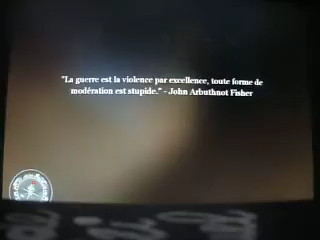 "La guerre est la violence par excellence, toute forme de
modération est stupide." - John Arbuthnot Fisher